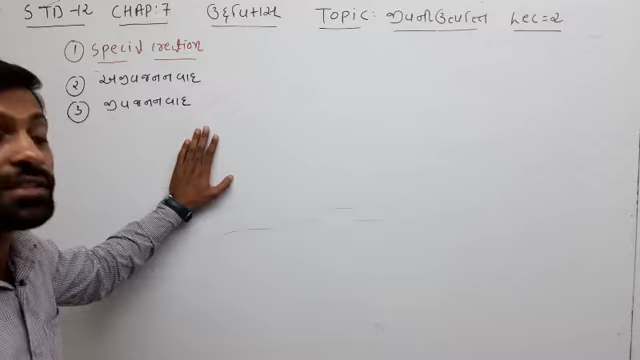 STD-12 CHAP:7 ઉદ્દવિકાસ Topic: જીવની ઉત્પત્તિ Lec=2
① Special creation
② અજીવજનનવાદ
③ જીવજનનવાદ